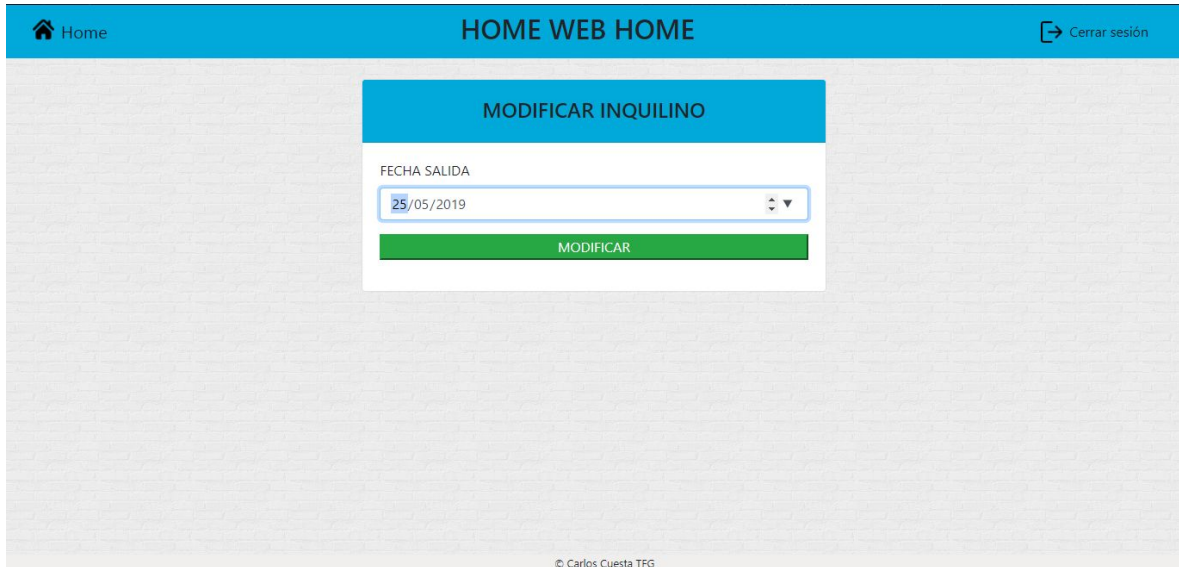 Home
HOME WEB HOME
Cerrar sesión
MODIFICAR INQUILINO
FECHA SALIDA
25/05/2019
MODIFICAR
© Carlos Cuesta TFG